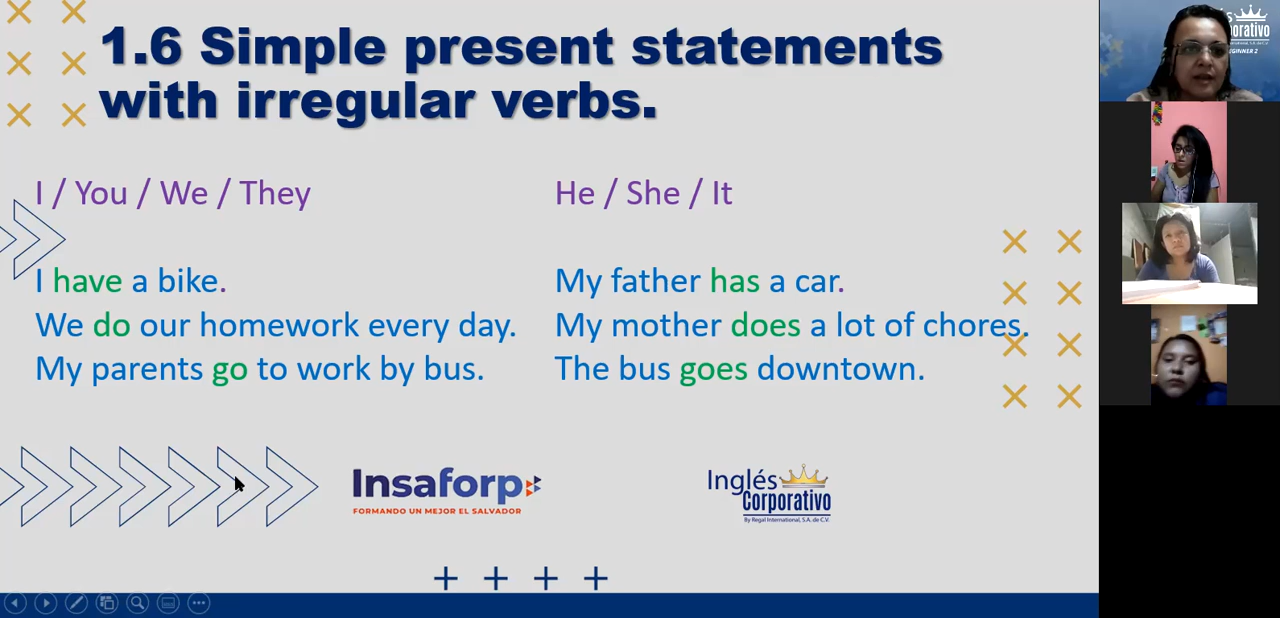 1.6 Simple present statements
with irregular verbs.
I / You / We / They
He / She / It
I have a bike.
We do our homework every day.
My parents go to work by bus.
My father has a car.
My mother does a lot of chores.
The bus goes downtown.
Insaforp
FORMANDO UN MEJOR EL SALVADOR
Inglés
Corporativo
By Regal International, S.A. de C.V.